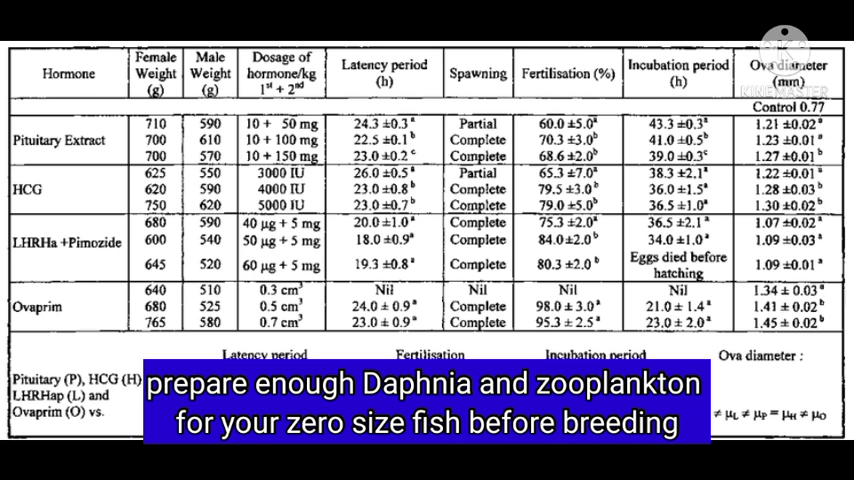 KINEMASTER
Hormone Female Weight (g) Male Weight (g) Dosage of hormone/kg 1st + 2nd Latency period (h) Spawning Fertilisation (%) Incubation period (h) Ova diameter (mm)
Control 0.77
Pituitary Extract
710 590 10 + 50 mg 24.3 ±0.3ª Partial 60.0 ±5.0ª 43.3 ±0.3ª 1.21 ±0.02ª
700 610 10 + 100 mg 22.5 ±0.1ᵇ Complete 70.3 ±3.0ᵇ 41.0 ±0.5ᵇ 1.23 ±0.01ª
700 570 10 + 150 mg 23.0 ±0.2ᶜ Complete 68.6 ±2.0ᵇ 39.0 ±0.3ᶜ 1.27 ±0.01ᵇ
HCG
625 550 3000 IU 26.0 ±0.5ª Partial 65.3 ±7.0ª 38.3 ±2.1ª 1.22 ±0.01ª
620 590 4000 IU 23.0 ±0.8ᵇ Complete 79.5 ±3.0ᵇ 36.0 ±1.5ª 1.28 ±0.03ᵇ
750 620 5000 IU 23.0 ±0.7ᵇ Complete 79.0 ±5.0ᵇ 36.5 ±1.0ª 1.30 ±0.02ᵇ
LHRHa +Pimozide
680 590 40 µg + 5 mg 20.0 ±1.0ª Complete 75.3 ±2.0ª 36.5 ±2.1ª 1.07 ±0.02ª
600 540 50 µg + 5 mg 18.0 ±0.9ª Complete 84.0 ±2.0ᵇ 34.0 ±1.0ª 1.09 ±0.03ª
645 520 60 µg + 5 mg 19.3 ±0.8ª Complete 80.3 ±2.0ᵇ Eggs died before hatching 1.09 ±0.01ª
Ovaprim
640 510 0.3 cm³ Nil Nil Nil Nil 1.34 ± 0.03ª
680 525 0.5 cm³ 24.0 ± 0.9ª Complete 98.0 ± 3.0ª 21.0 ± 1.4ª 1.41 ± 0.02ᵇ
765 580 0.7 cm³ 23.0 ± 0.9ª Complete 95.3 ± 2.5ª 23.0 ± 2.0ª 1.45 ± 0.02ᵇ
Latency period Fertilisation Incubation period Ova diameter :
Pituitary (P), HCG (H)
LHRHap (L) and
Ovaprim (O) vs.
≠ µL ≠ µP = µH ≠ µO
prepare enough Daphnia and zooplankton
for your zero size fish before breeding